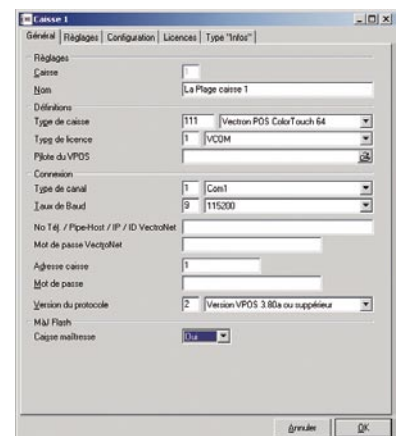 Caisse 1
Général Réglages Configuration Licences Type "Infos"
Réglages
Caisse 1
Nom La Plage caisse 1
Définitions
Type de caisse 111 Vectron POS ColorTouch 64
Type de licence 1 VCOM
Pilote du VPOS
Connexion
Type de canal 1 Com1
Taux de Baud 9 115200
No Tél. / Pipe-Host / IP / ID VectroNet
Mot de passe VectroNet
Adresse caisse 1
Mot de passe
Version du protocole 2 Version VPOS 3.80a ou suppérieur
MàJ Flash
Caisse maîtresse Oui
Annuler OK